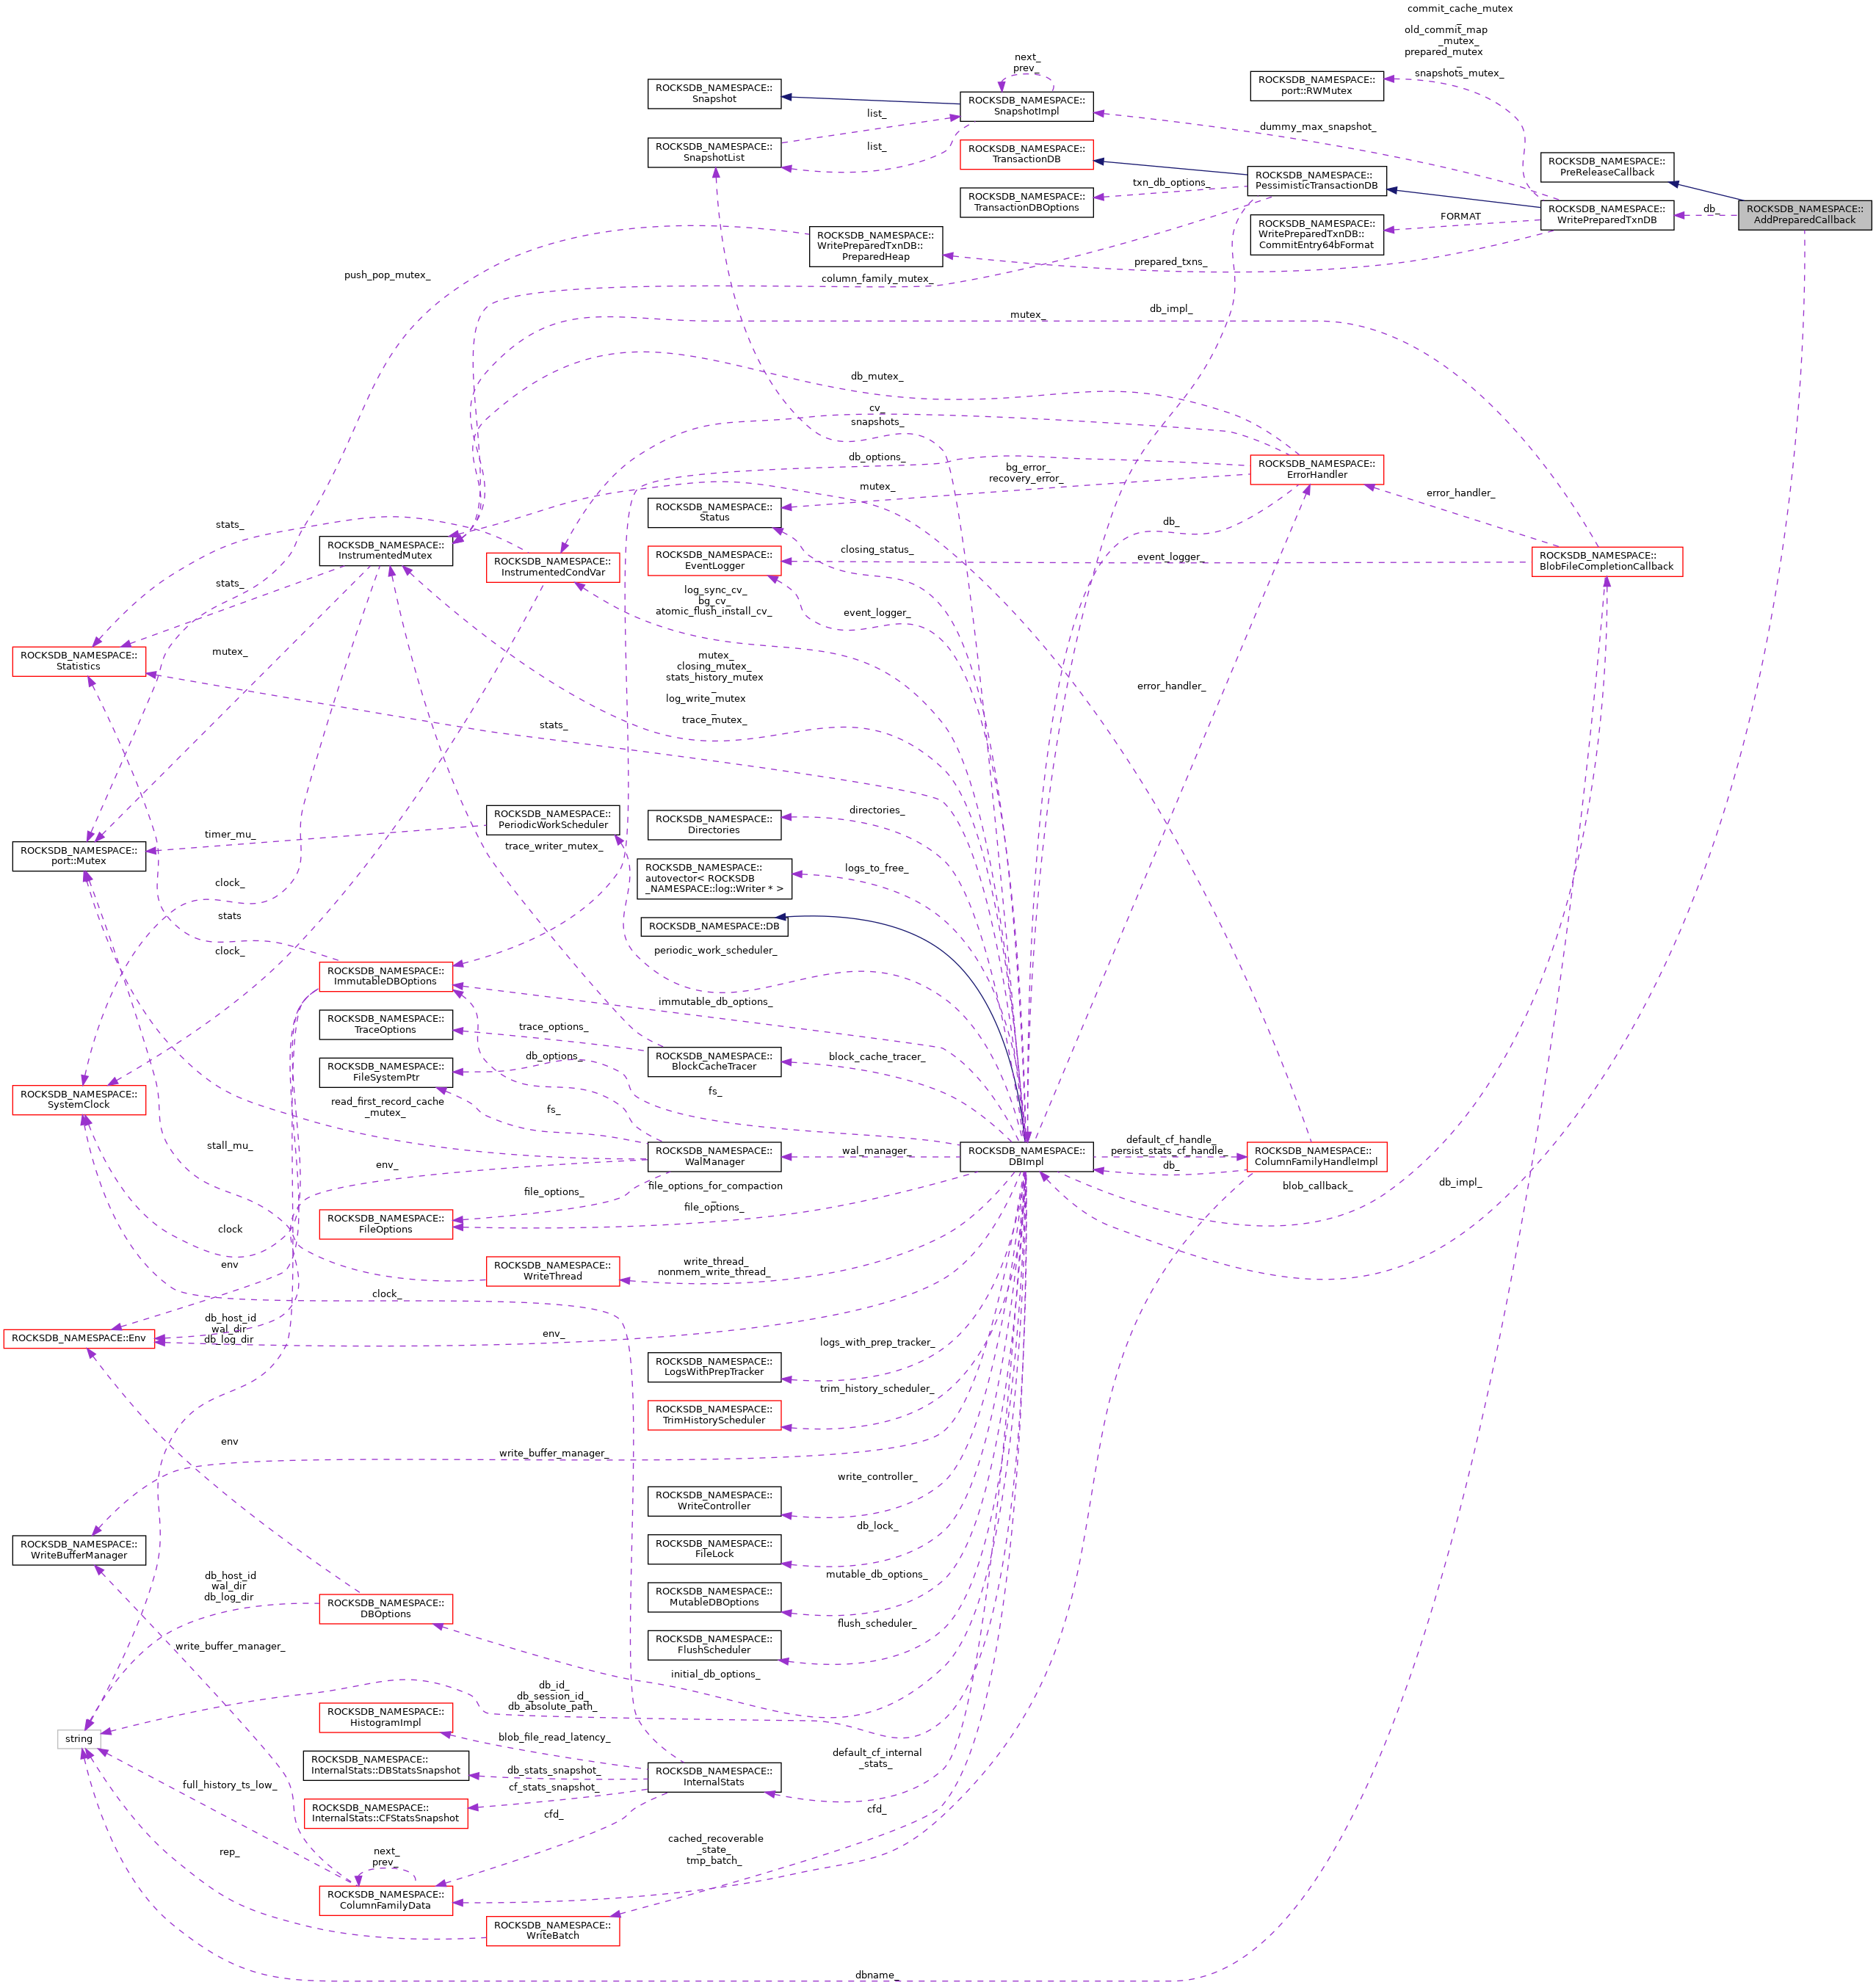 commit_cache_mutex
_
old_commit_map
_mutex_
prepared_mutex
_
snapshots_mutex_
next_
prev_
ROCKSDB_NAMESPACE::
Snapshot
ROCKSDB_NAMESPACE::
SnapshotImpl
ROCKSDB_NAMESPACE::
port::RWMutex
list_
dummy_max_snapshot_
ROCKSDB_NAMESPACE::
SnapshotList
list_
ROCKSDB_NAMESPACE::
TransactionDB
ROCKSDB_NAMESPACE::
PreReleaseCallback
txn_db_options_
ROCKSDB_NAMESPACE::
PessimisticTransactionDB
ROCKSDB_NAMESPACE::
TransactionDBOptions
ROCKSDB_NAMESPACE::
WritePreparedTxnDB
db_
ROCKSDB_NAMESPACE::
AddPreparedCallback
FORMAT
ROCKSDB_NAMESPACE::
WritePreparedTxnDB::
CommitEntry64bFormat
ROCKSDB_NAMESPACE::
WritePreparedTxnDB::
PreparedHeap
prepared_txns_
push_pop_mutex_
column_family_mutex_
mutex_
db_impl_
db_mutex_
cv_
snapshots_
db_options_
bg_error_
recovery_error_
ROCKSDB_NAMESPACE::
ErrorHandler
mutex_
error_handler_
ROCKSDB_NAMESPACE::
Status
stats_
db_
ROCKSDB_NAMESPACE::
InstrumentedMutex
closing_status_
ROCKSDB_NAMESPACE::
EventLogger
event_logger_
ROCKSDB_NAMESPACE::
BlobFileCompletionCallback
ROCKSDB_NAMESPACE::
InstrumentedCondVar
stats_
log_sync_cv_
bg_cv_
atomic_flush_install_cv_
event_logger_
ROCKSDB_NAMESPACE::
Statistics
mutex_
mutex_
closing_mutex_
stats_history_mutex
_
log_write_mutex
_
trace_mutex_
error_handler_
stats_
ROCKSDB_NAMESPACE::
PeriodicWorkScheduler
ROCKSDB_NAMESPACE::
Directories
directories_
timer_mu_
trace_writer_mutex_
ROCKSDB_NAMESPACE::
port::Mutex
ROCKSDB_NAMESPACE::
autovector< ROCKSDB
_NAMESPACE::log::Writer * >
logs_to_free_
clock_
stats
ROCKSDB_NAMESPACE::DB
clock_
periodic_work_scheduler_
ROCKSDB_NAMESPACE::
ImmutableDBOptions
immutable_db_options_
ROCKSDB_NAMESPACE::
TraceOptions
trace_options_
ROCKSDB_NAMESPACE::
BlockCacheTracer
block_cache_tracer_
db_options_
ROCKSDB_NAMESPACE::
FileSystemPtr
fs_
ROCKSDB_NAMESPACE::
SystemClock
read_first_record_cache
_mutex_
fs_
stall_mu_
ROCKSDB_NAMESPACE::
WalManager
wal_manager_
ROCKSDB_NAMESPACE::
DBImpl
default_cf_handle_
persist_stats_cf_handle_
db_
ROCKSDB_NAMESPACE::
ColumnFamilyHandleImpl
env_
file_options_
file_options_for_compaction
_
file_options_
blob_callback_
db_impl_
ROCKSDB_NAMESPACE::
FileOptions
clock
env
ROCKSDB_NAMESPACE::
WriteThread
write_thread_
nonmem_write_thread_
clock_
db_host_id
wal_dir
db_log_dir
ROCKSDB_NAMESPACE::Env
env_
logs_with_prep_tracker_
ROCKSDB_NAMESPACE::
LogsWithPrepTracker
trim_history_scheduler_
ROCKSDB_NAMESPACE::
TrimHistoryScheduler
env
write_buffer_manager_
write_controller_
ROCKSDB_NAMESPACE::
WriteController
db_lock_
ROCKSDB_NAMESPACE::
FileLock
ROCKSDB_NAMESPACE::
WriteBufferManager
mutable_db_options_
ROCKSDB_NAMESPACE::
MutableDBOptions
db_host_id
wal_dir
db_log_dir
ROCKSDB_NAMESPACE::
DBOptions
flush_scheduler_
ROCKSDB_NAMESPACE::
FlushScheduler
write_buffer_manager_
initial_db_options_
db_id_
db_session_id_
db_absolute_path_
ROCKSDB_NAMESPACE::
HistogramImpl
string
blob_file_read_latency_
ROCKSDB_NAMESPACE::
InternalStats::DBStatsSnapshot
db_stats_snapshot_
ROCKSDB_NAMESPACE::
InternalStats
default_cf_internal
_stats_
full_history_ts_low_
cf_stats_snapshot_
ROCKSDB_NAMESPACE::
InternalStats::CFStatsSnapshot
cfd_
cfd_
rep_
next_
prev_
cached_recoverable
_state_
tmp_batch_
ROCKSDB_NAMESPACE::
ColumnFamilyData
ROCKSDB_NAMESPACE::
WriteBatch
dbname_